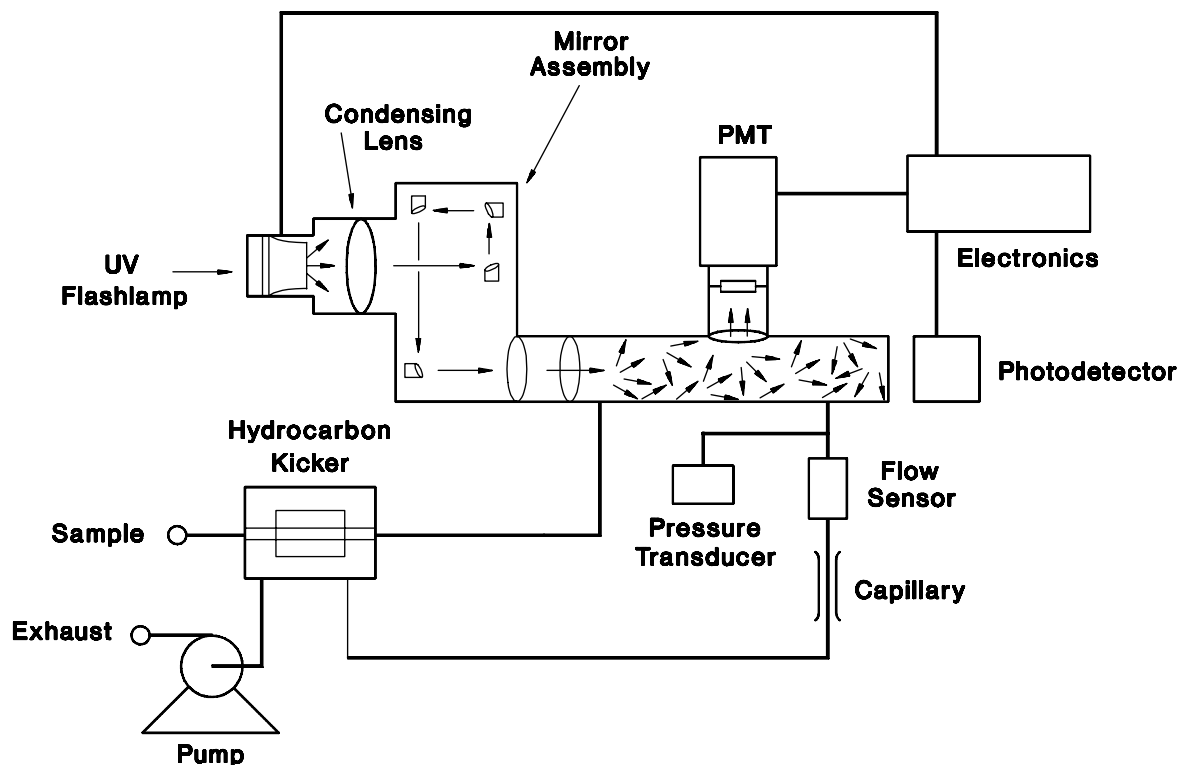 Mirror
Assembly
Condensing
Lens
PMT
UV
Flashlamp
Electronics
Photodetector
Hydrocarbon
Kicker
Flow
Sensor
Sample
Pressure
Transducer
Capillary
Exhaust
Pump